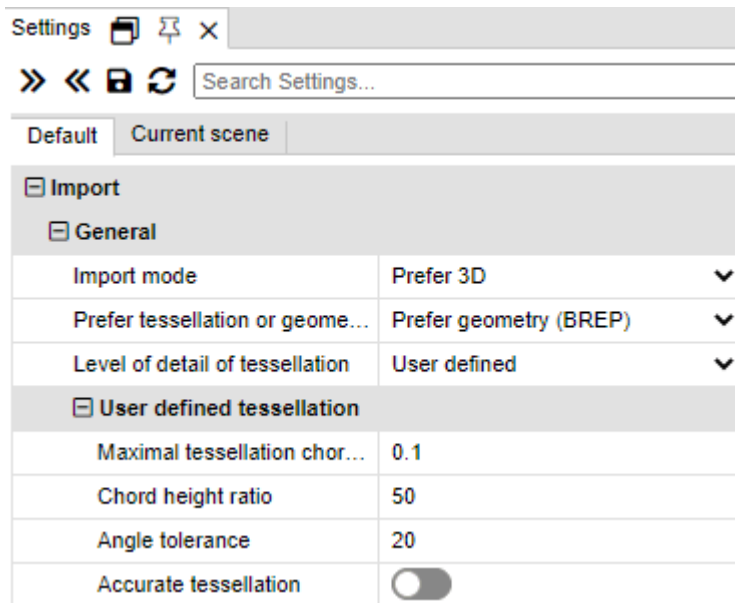 Settings
Search Settings...
Default Current scene
Import
General
Import mode Prefer 3D
Prefer tessellation or geome... Prefer geometry (BREP)
Level of detail of tessellation User defined
User defined tessellation
Maximal tessellation chor... 0.1
Chord height ratio 50
Angle tolerance 20
Accurate tessellation